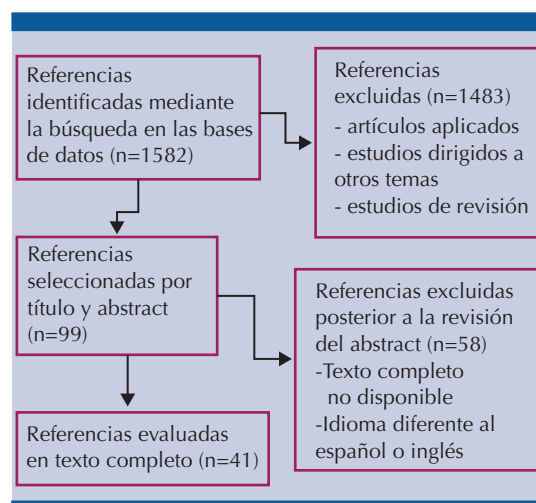 Referencias
identificadas mediante
la búsqueda en las bases
de datos (n=1582)
Referencias
excluidas (n=1483)
- artículos aplicados
- estudios dirigidos a
otros temas
- estudios de revisión
Referencias
seleccionadas por
título y abstract
(n=99)
Referencias excluidas
posterior a la revisión
del abstract (n=58)
-Texto completo
no disponible
-Idioma diferente al
español o inglés
Referencias evaluadas
en texto completo (n=41)